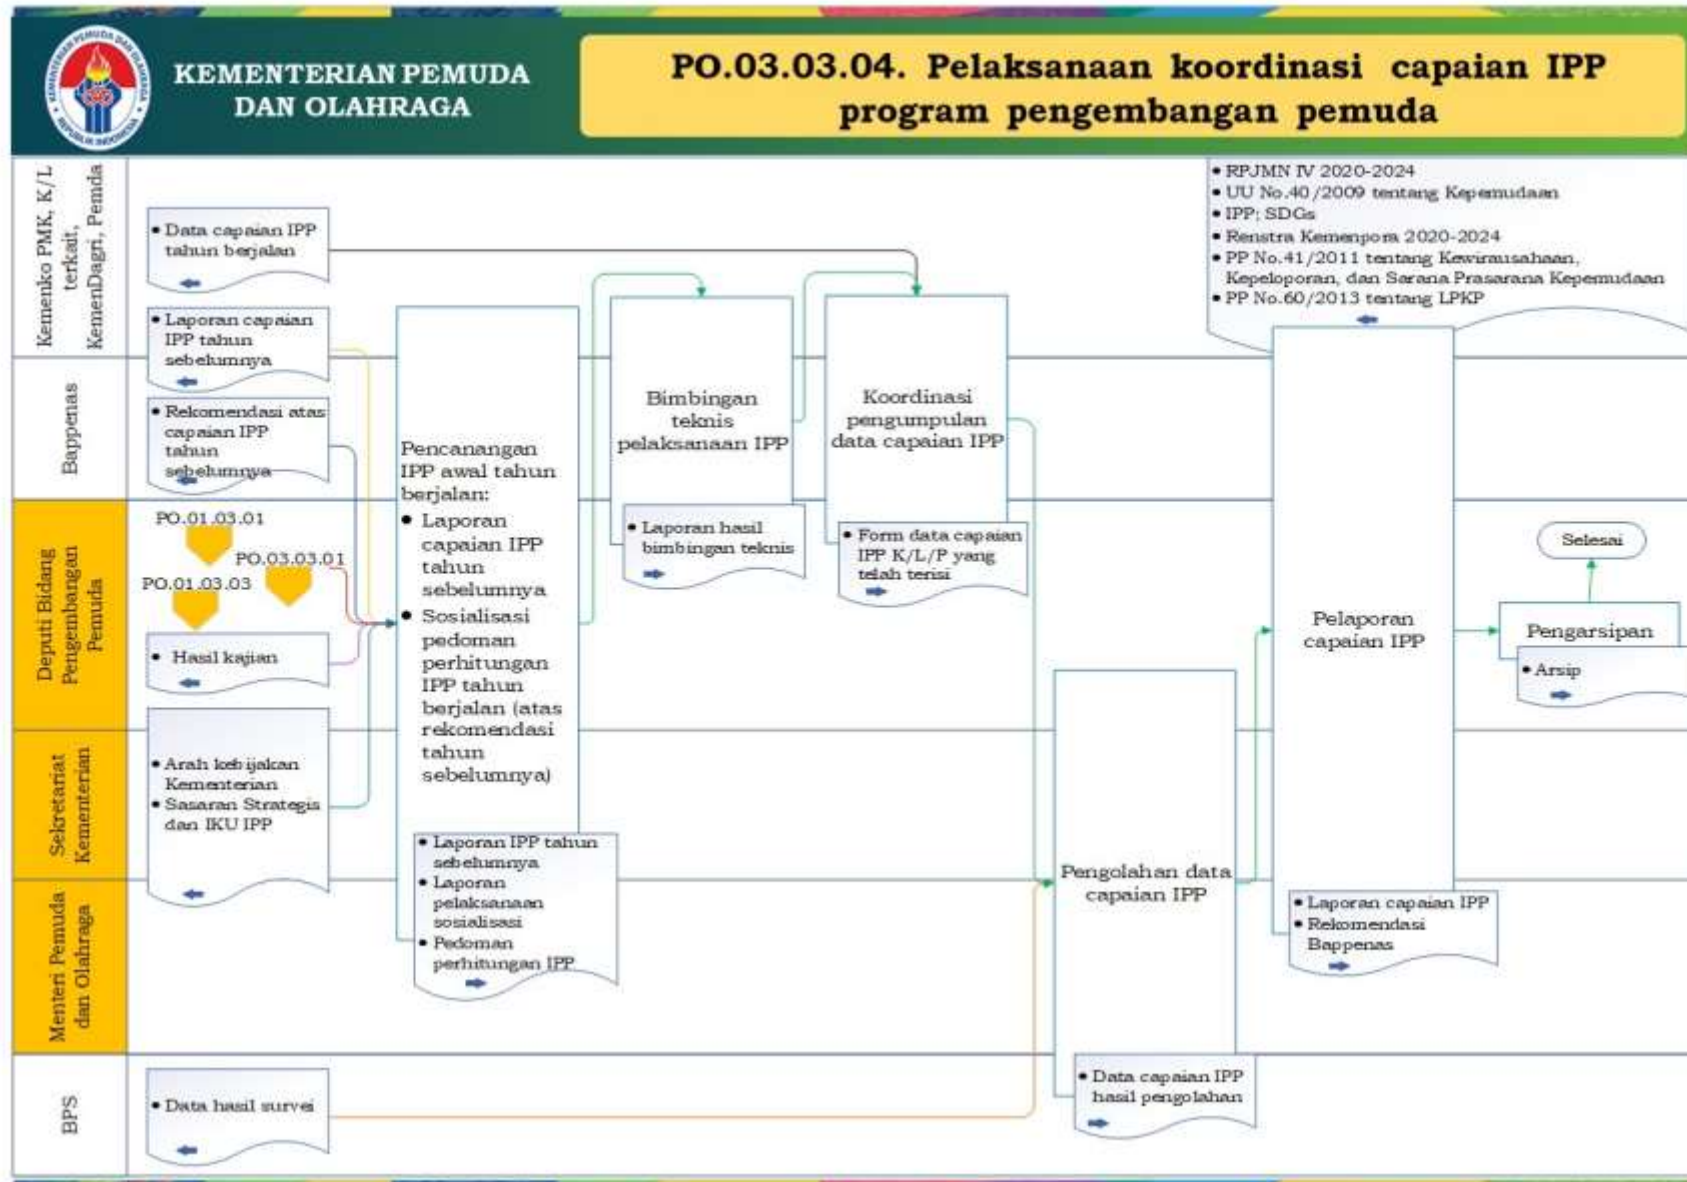 KEMENTERIAN PEMUDA DAN OLAHRAGA
REPUBLIK INDONESIA
KEMENTERIAN PEMUDA
DAN OLAHRAGA
PO.03.03.04. Pelaksanaan koordinasi capaian IPP
program pengembangan pemuda
Kemenko PMK, K/L
terkait,
KemenDagri, Pemda
• Data capaian IPP
tahun berjalan
• Laporan capaian
IPP tahun
sebelumnya
• RPJMN IV 2020-2024
• UU No.40/2009 tentang Kepemudaan
• IPP; SDGs
• Renstra Kemenpora 2020-2024
• PP No.41/2011 tentang Kewirausahaan,
Kepeloporan, dan Sarana Prasarana Kepemudaan
• PP No.60/2013 tentang LPKP
Bappenas
• Rekomendasi atas
capaian IPP
tahun
sebelumnya
Deputi Bidang
Pengembangan
Pemuda
PO.01.03.01
PO.03.03.01
PO.01.03.03
• Hasil kajian
Sekretariat
Kementerian
• Arah kebijakan
Kementerian
• Sasaran Strategis
dan IKU IPP
Menteri Pemuda
dan Olahraga
BPS
• Data hasil survei
Pencanangan
IPP awal tahun
berjalan:
• Laporan
capaian IPP
tahun
sebelumnya
• Sosialisasi
pedoman
perhitungan
IPP tahun
berjalan (atas
rekomendasi
tahun
sebelumnya)
• Laporan IPP tahun
sebelumnya
• Laporan
pelaksanaan
sosialisasi
• Pedoman
perhitungan IPP
Bimbingan
teknis
pelaksanaan IPP
• Laporan hasil
bimbingan teknis
Koordinasi
pengumpulan
data capaian IPP
• Form data capaian
IPP K/L/P yang
telah terisi
Pengolahan data
capaian IPP
• Data capaian IPP
hasil pengolahan
Pelaporan
capaian IPP
• Laporan capaian IPP
• Rekomendasi
Bappenas
Selesai
Pengarsipan
• Arsip